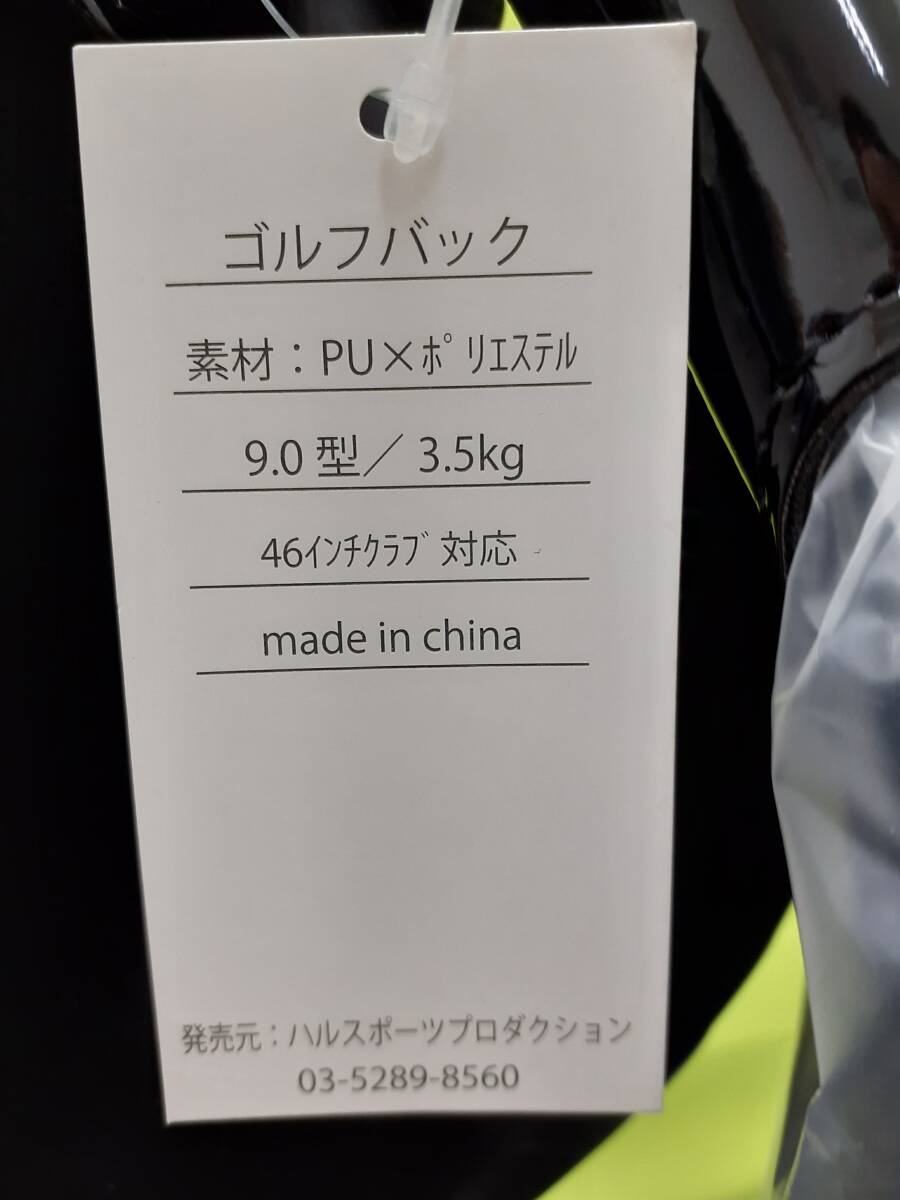 ゴルフバック
素材：PU×ﾎﾟﾘｴｽﾃﾙ
9.0型／3.5kg
46ｲﾝﾁｸﾗﾌﾞ対応
made in china
発売元：ハルスポーツプロダクション
03-5289-8560